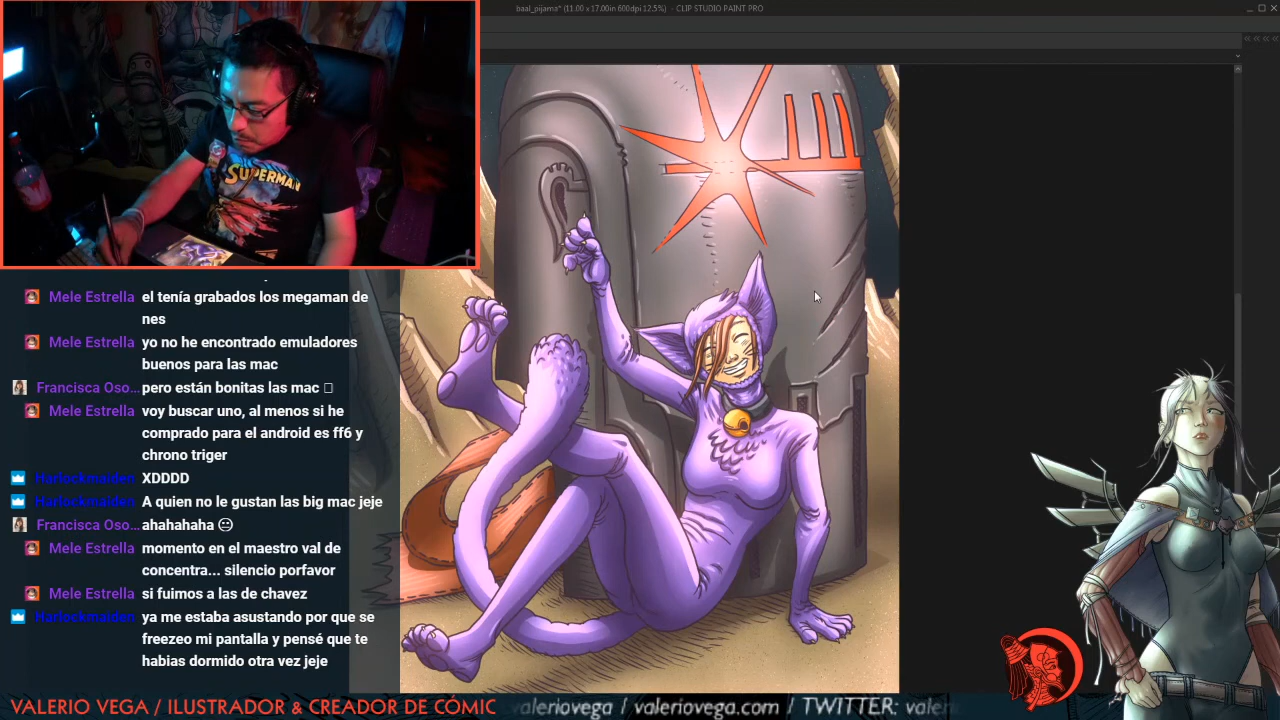 baal_pijama* (11.00 x 17.00in 600dpi 12.5%) - CLIP STUDIO PAINT PRO
SUPERMAN
Mele Estrella el tenía grabados los megaman de
nes
Mele Estrella yo no he encontrado emuladores
buenos para las mac
Francisca Oso... pero están bonitas las mac
Mele Estrella voy buscar uno, al menos si he
comprado para el android es ff6 y
chrono triger
Harlockmaiden XDDDD
Harlockmaiden A quien no le gustan las big mac jeje
Francisca Oso... ahahahaha
Mele Estrella momento en el maestro val de
concentra... silencio porfavor
Mele Estrella si fuimos a las de chavez
Harlockmaiden ya me estaba asustando por que se
freezeo mi pantalla y pensé que te
habias dormido otra vez jeje
VALERIO VEGA / ILUSTRADOR & CREADOR DE CÓMIC valeriovega / valeriovega.com / TWITTER: valer